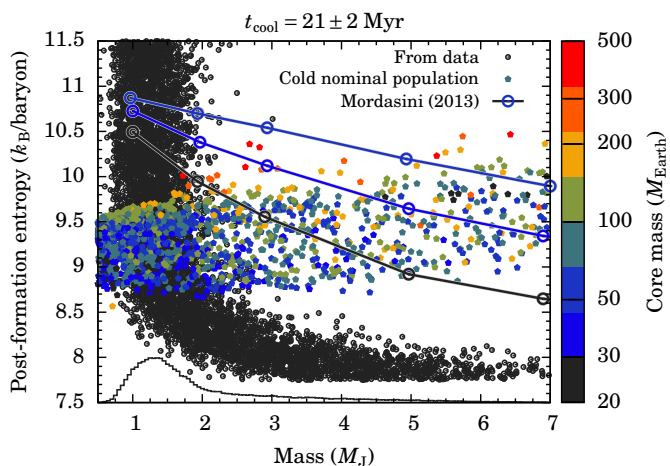 t_cool = 21 ± 2 Myr
From data
Cold nominal population
Mordasini (2013)
Post-formation entropy (k_B/baryon)
11.5
11
10.5
10
9.5
9
8.5
8
7.5
1 2 3 4 5 6 7
Mass (M_J)
500
300
200
100
50
30
20
Core mass (M_Earth)